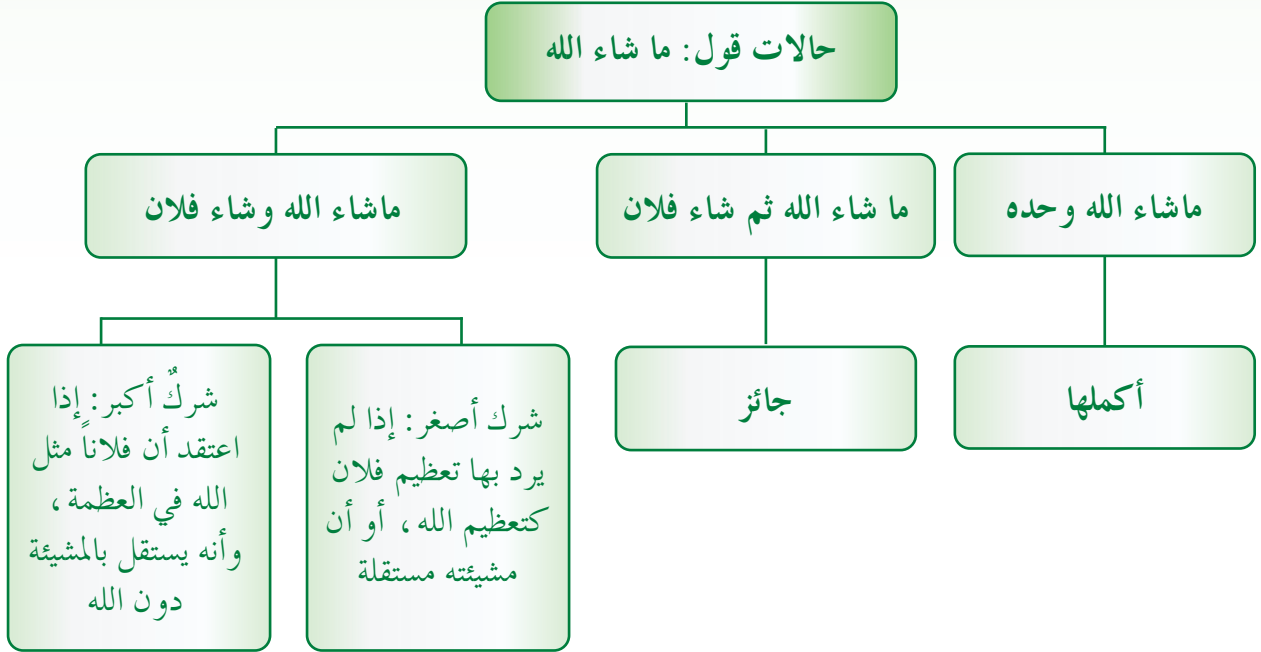 حالات قول: ما شاء الله
ماشاء الله وحده
ما شاء الله ثم شاء فلان
ماشاء الله وشاء فلان
أكملها
جائز
شرك أصغر: إذا لم
يرد بها تعظيم فلان
كتعظيم الله، أو أن
مشيئته مستقلة
شركٌ أكبر: إذا
اعتقد أن فلاناً مثل
الله في العظمة،
وأنه يستقل بالمشيئة
دون الله